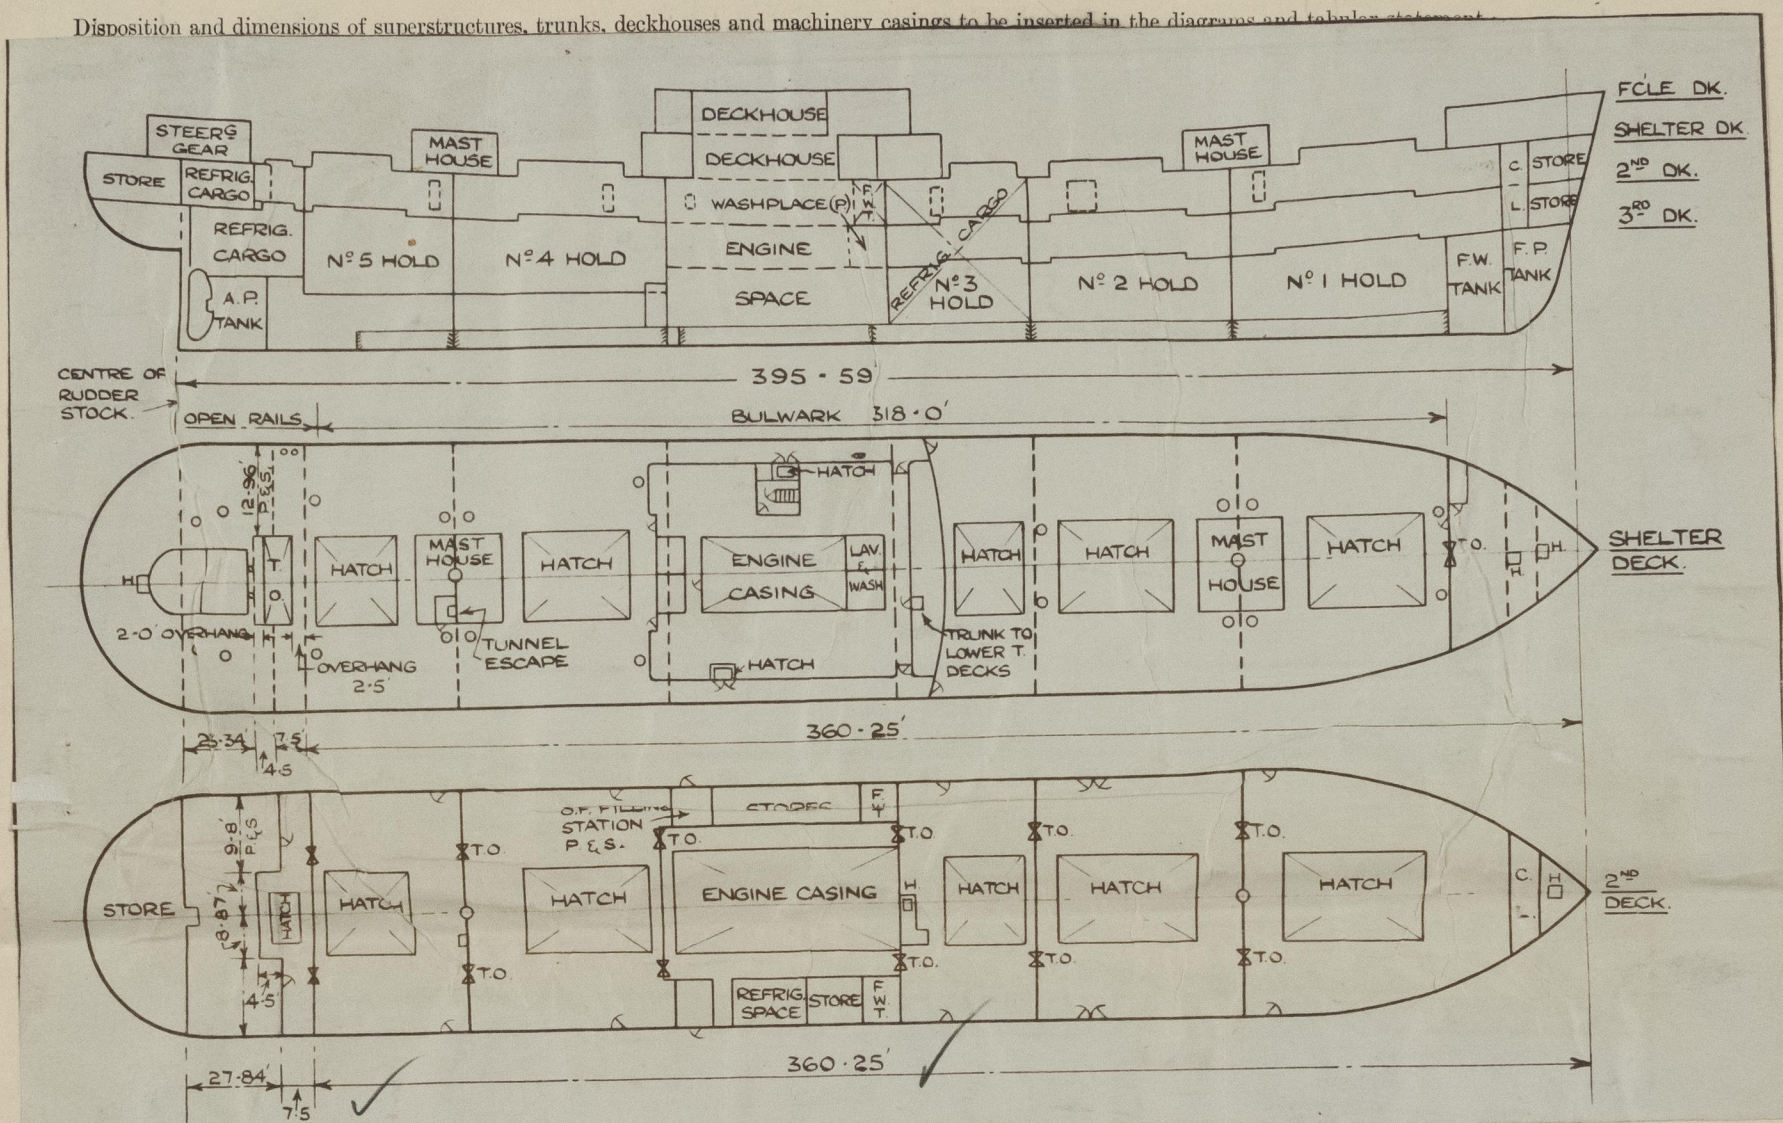 Disposition and dimensions of superstructures, trunks, deckhouses and machinery casings to be inserted in the diagrams and tabular statement.
STEERG
GEAR
MAST
HOUSE
DECKHOUSE
DECKHOUSE
MAST
HOUSE
FC'LE DK.
SHELTER DK.
2ND DK.
3RD DK.
STORE
REFRIG.
CARGO
REFRIG.
CARGO
A.P.
TANK
No 5 HOLD
No 4 HOLD
WASHPLACE(P)
F.
W.
T.
ENGINE
SPACE
REFRIG. CARGO
No 3
HOLD
No 2 HOLD
No 1 HOLD
C.
L.
STORE
STORE
F.W.
TANK
F.P.
TANK
CENTRE OF
RUDDER
STOCK.
395·59'
OPEN RAILS
BULWARK 318·0'
12·96'
P.&S.
H
T.
O
HATCH
MAST
HOUSE
HATCH
HATCH
ENGINE
CASING
LAV.
&
WASH
HATCH
HATCH
HATCH
MAST
HOUSE
HATCH
T.O.
H
H.
SHELTER
DECK.
2·0' OVERHANG
OVERHANG
2·5'
TUNNEL
ESCAPE
TRUNK TO
LOWER T.
DECKS
25·34'
7·5'
4·5
360·25'
9·8'
P.&S
8·87'
4·5'
STORE
HATCH
HATCH
T.O.
T.O.
O.F. FILLING
STATION
P.&S.
T.O.
STORES
F.
W.
HATCH
ENGINE CASING
REFRIG.
SPACE
STORE
F.
W.
T.
T.O.
H.
T.O.
HATCH
T.O.
T.O.
HATCH
T.O.
T.O.
HATCH
C.
H
2ND
DECK.
27·84'
7·5
360·25'